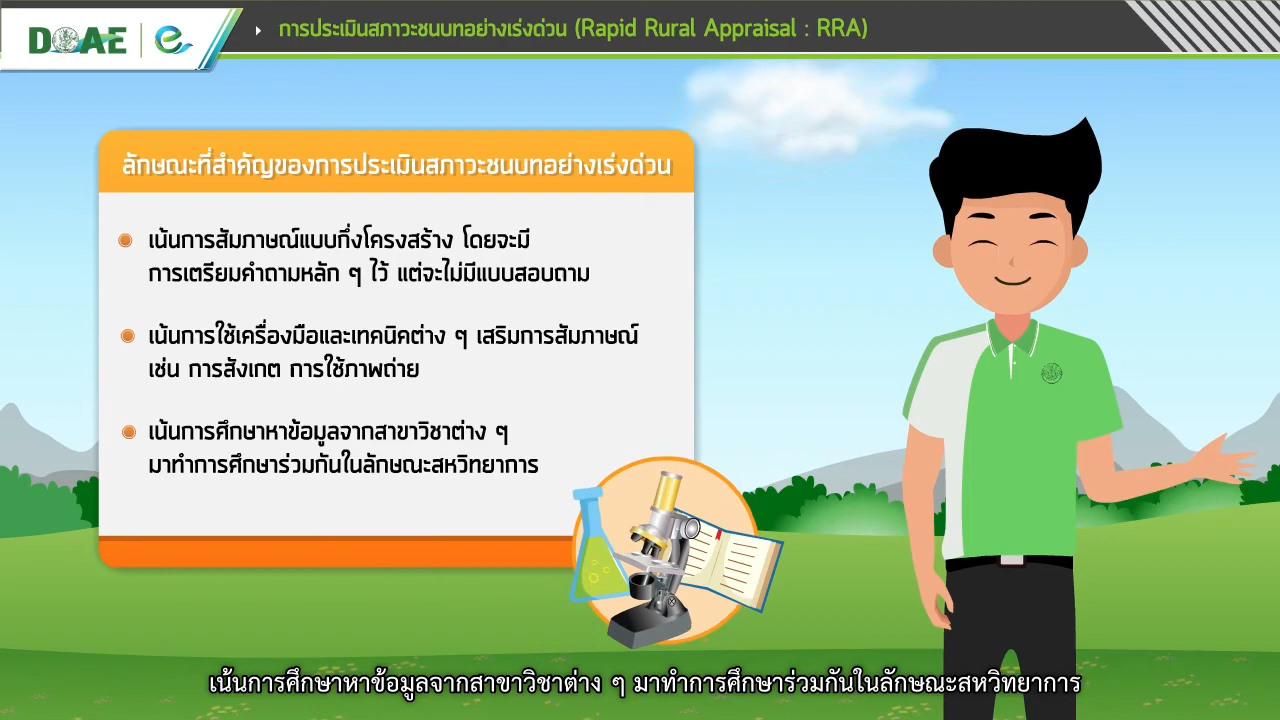 DOAE
การประเมินสภาวะชนบทอย่างเร่งด่วน (Rapid Rural Appraisal : RRA)
ลักษณะที่สำคัญของการประเมินสภาวะชนบทอย่างเร่งด่วน
เน้นการสัมภาษณ์แบบกึ่งโครงสร้าง โดยจะมี
การเตรียมคำถามหลัก ๆ ไว้ แต่จะไม่มีแบบสอบถาม
เน้นการใช้เครื่องมือและเทคนิคต่าง ๆ เสริมการสัมภาษณ์
เช่น การสังเกต การใช้ภาพถ่าย
เน้นการศึกษาหาข้อมูลจากสาขาวิชาต่าง ๆ
มาทำการศึกษาร่วมกันในลักษณะสหวิทยาการ
เน้นการศึกษาหาข้อมูลจากสาขาวิชาต่าง ๆ มาทำการศึกษาร่วมกันในลักษณะสหวิทยาการ